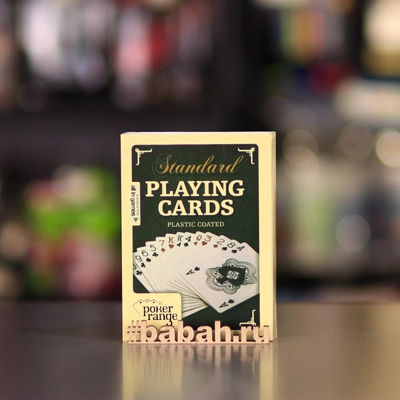 Standard
PLAYING
CARDS
PLASTIC COATED
poker
range
#babah.ru